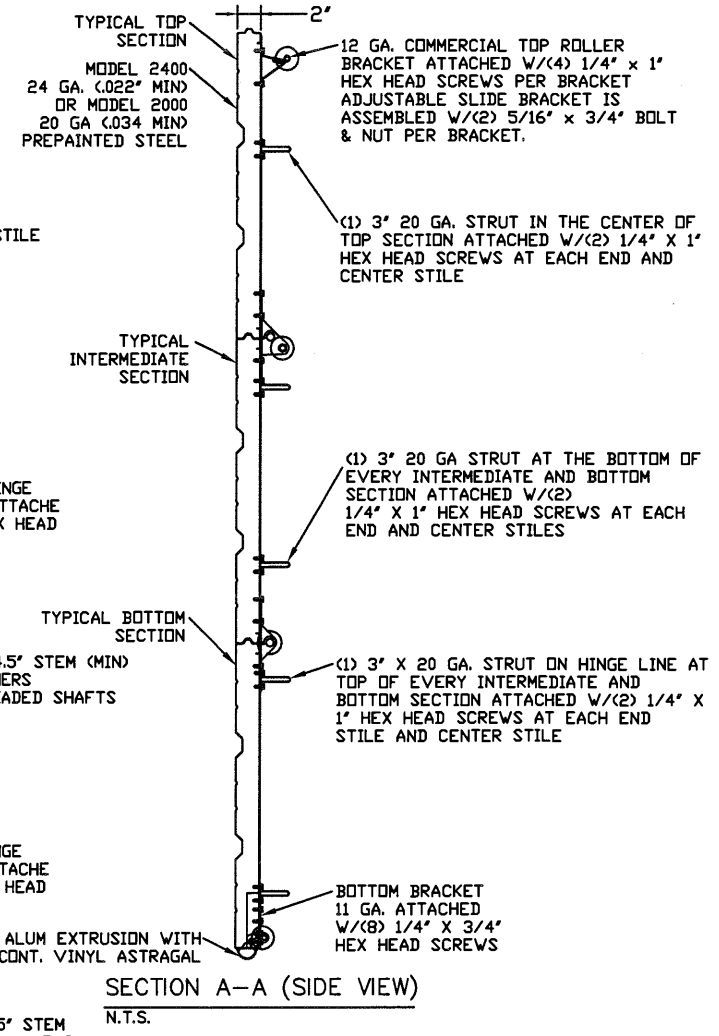 2"
TYPICAL TOP
SECTION
12 GA. COMMERCIAL TOP ROLLER
BRACKET ATTACHED W/(4) 1/4" x 1"
HEX HEAD SCREWS PER BRACKET
ADJUSTABLE SLIDE BRACKET IS
ASSEMBLED W/(2) 5/16" x 3/4" BOLT
& NUT PER BRACKET.
MODEL 2400
24 GA. (.022" MIN)
OR MODEL 2000
20 GA (.034 MIN)
PREPAINTED STEEL
STILE
(1) 3" 20 GA. STRUT IN THE CENTER OF
TOP SECTION ATTACHED W/(2) 1/4" X 1"
HEX HEAD SCREWS AT EACH END AND
CENTER STILE
TYPICAL
INTERMEDIATE
SECTION
(1) 3" 20 GA STRUT AT THE BOTTOM OF
EVERY INTERMEDIATE AND BOTTOM
SECTION ATTACHED W/(2)
1/4" X 1" HEX HEAD SCREWS AT EACH
END AND CENTER STILES
NGE
TTACHE
X HEAD
TYPICAL BOTTOM
SECTION
4.5" STEM (MIN)
NERS
EADED SHAFTS
(1) 3" X 20 GA. STRUT ON HINGE LINE AT
TOP OF EVERY INTERMEDIATE AND
BOTTOM SECTION ATTACHED W/(2) 1/4" X
1" HEX HEAD SCREWS AT EACH END
STILE AND CENTER STILE
NGE
TACHE
HEAD
BOTTOM BRACKET
11 GA. ATTACHED
W/(8) 1/4" X 3/4"
HEX HEAD SCREWS
ALUM EXTRUSION WITH
CONT. VINYL ASTRAGAL
SECTION A-A (SIDE VIEW)
N.T.S.
5" STEM